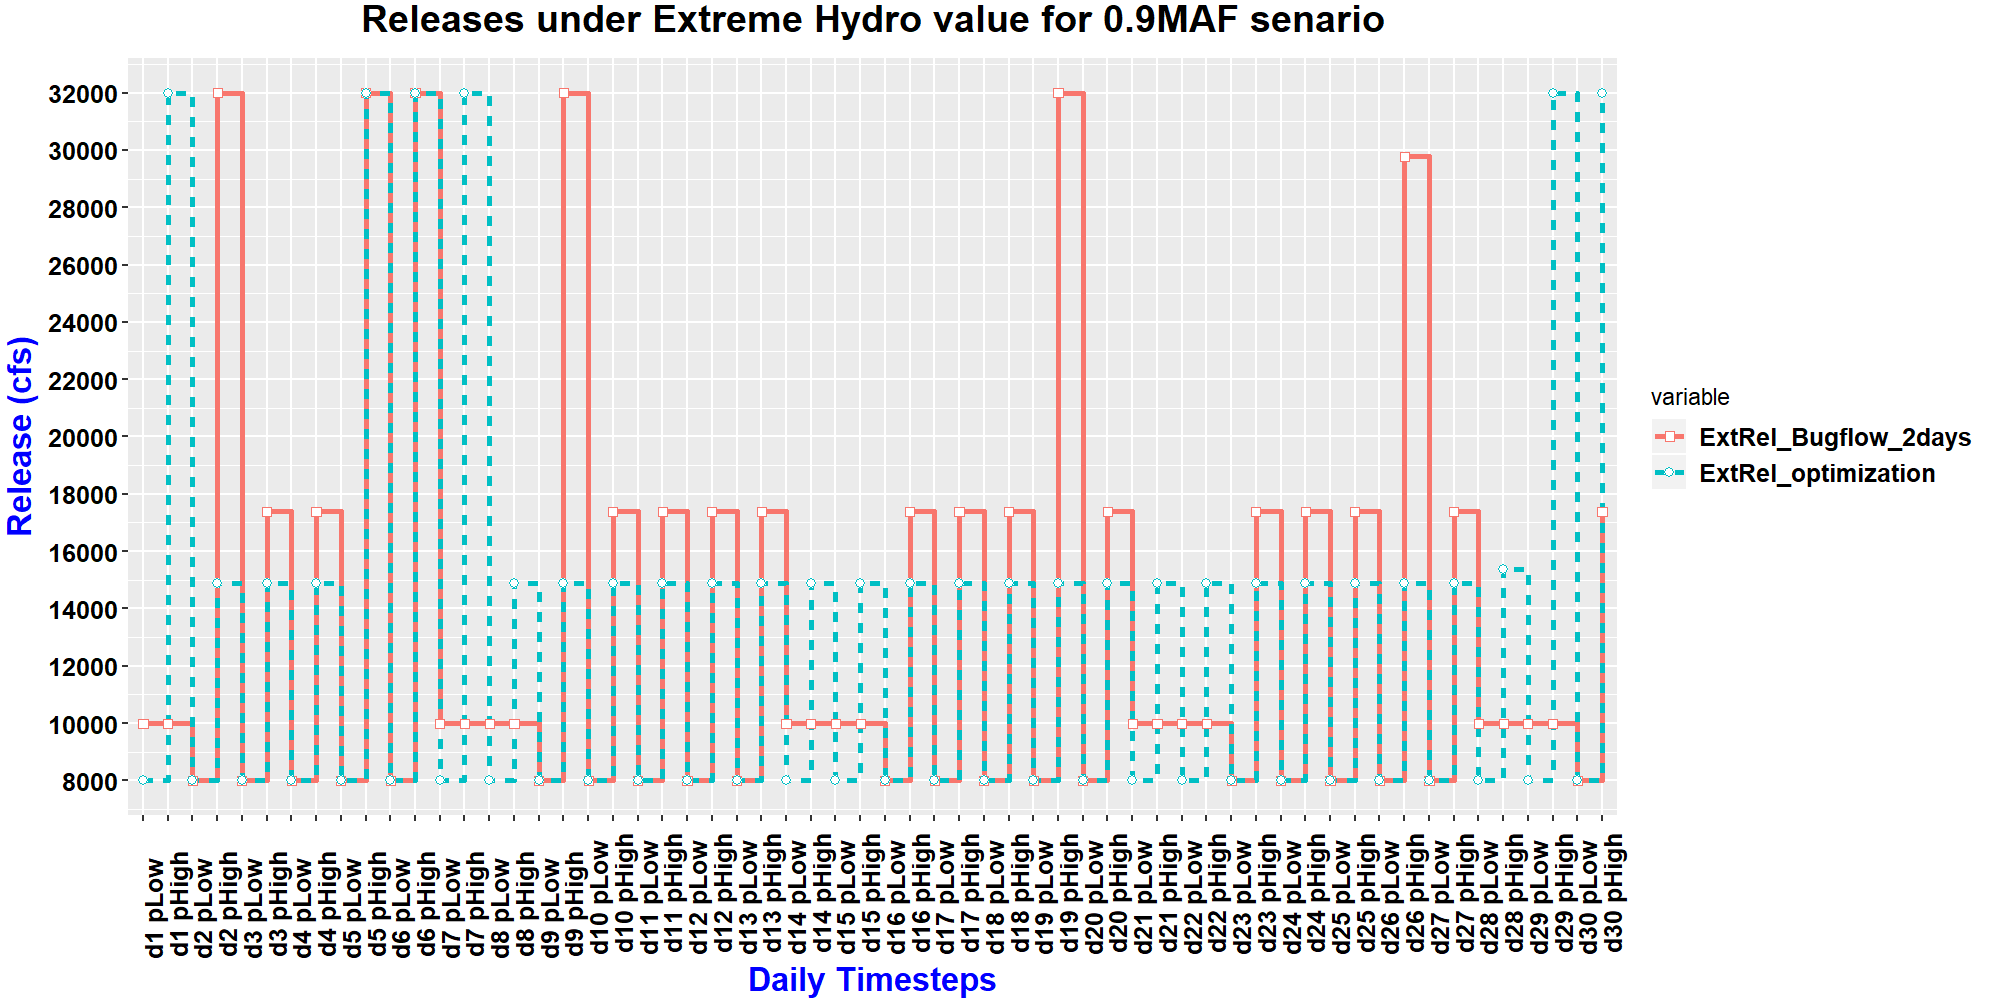 Releases under Extreme Hydro value for 0.9MAF senario
Release (cfs)
32000
30000
28000
26000
24000
22000
20000
18000
16000
14000
12000
10000
8000
d1 pLow
d1 pHigh
d2 pLow
d2 pHigh
d3 pLow
d3 pHigh
d4 pLow
d4 pHigh
d5 pLow
d5 pHigh
d6 pLow
d6 pHigh
d7 pLow
d7 pHigh
d8 pLow
d8 pHigh
d9 pLow
d9 pHigh
d10 pLow
d10 pHigh
d11 pLow
d11 pHigh
d12 pLow
d12 pHigh
d13 pLow
d13 pHigh
d14 pLow
d14 pHigh
d15 pLow
d15 pHigh
d16 pLow
d16 pHigh
d17 pLow
d17 pHigh
d18 pLow
d18 pHigh
d19 pLow
d19 pHigh
d20 pLow
d20 pHigh
d21 pLow
d21 pHigh
d22 pLow
d22 pHigh
d23 pLow
d23 pHigh
d24 pLow
d24 pHigh
d25 pLow
d25 pHigh
d26 pLow
d26 pHigh
d27 pLow
d27 pHigh
d28 pLow
d28 pHigh
d29 pLow
d29 pHigh
d30 pLow
d30 pHigh
Daily Timesteps
variable
ExtRel_Bugflow_2days
ExtRel_optimization